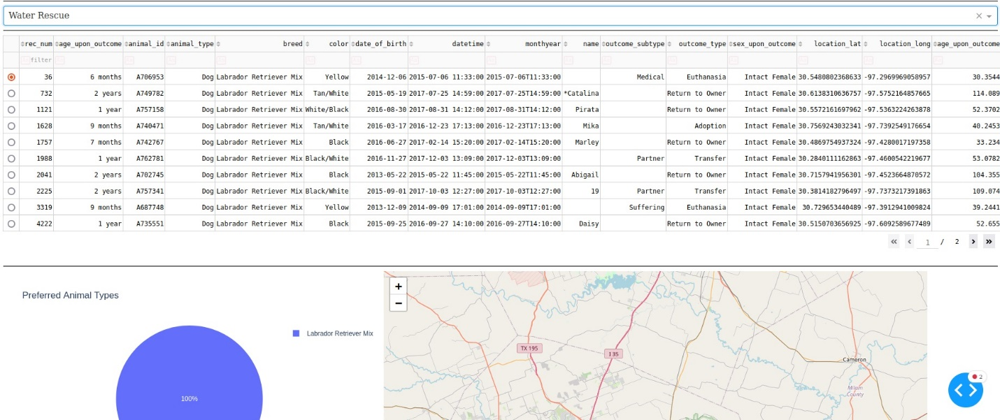 Water Rescue
rec_num age_upon_outcome animal_id animal_type breed color date_of_birth datetime monthyear name outcome_subtype outcome_type sex_upon_outcome location_lat location_long age_upon_outcome
filter
36 6 months A706953 Dog Labrador Retriever Mix Yellow 2014-12-06 2015-07-06 11:33:00 2015-07-06T11:33:00 Medical Euthanasia Intact Female 30.5480802368633 -97.2969969058957 30.3544
732 2 years A749782 Dog Labrador Retriever Mix Tan/White 2015-05-19 2017-07-25 14:59:00 2017-07-25T14:59:00 *Catalina Return to Owner Intact Female 30.6138310636757 -97.5752164857665 114.089
1121 1 year A757158 Dog Labrador Retriever Mix White/Black 2016-08-30 2017-08-31 14:12:00 2017-08-31T14:12:00 Pirata Return to Owner Intact Female 30.5572161697962 -97.5363224263878 52.3702
1628 9 months A740471 Dog Labrador Retriever Mix Tan/White 2016-03-17 2016-12-23 17:13:00 2016-12-23T17:13:00 Mika Adoption Intact Female 30.7569243032341 -97.7392549176654 40.2453
1757 7 months A742767 Dog Labrador Retriever Mix Black 2016-06-27 2017-02-14 15:20:00 2017-02-14T15:20:00 Marley Return to Owner Intact Female 30.4869754937324 -97.4280017197358 33.234
1988 1 year A762781 Dog Labrador Retriever Mix Black/White 2016-11-27 2017-12-03 13:09:00 2017-12-03T13:09:00 Partner Transfer Intact Female 30.2840111162863 -97.4600542219677 53.0782
2041 2 years A702745 Dog Labrador Retriever Mix Black 2013-05-22 2015-05-22 11:45:00 2015-05-22T11:45:00 Abigail Return to Owner Intact Female 30.7157941956301 -97.4523664870572 104.355
2225 2 years A757341 Dog Labrador Retriever Mix Black/White 2015-09-01 2017-10-03 12:27:00 2017-10-03T12:27:00 19 Partner Transfer Intact Female 30.3814182796497 -97.7373217391863 109.074
3319 9 months A687748 Dog Labrador Retriever Mix Yellow 2013-12-09 2014-09-09 17:01:00 2014-09-09T17:01:00 Suffering Euthanasia Intact Female 30.729653440489 -97.3912941009824 39.2441
4222 1 year A735551 Dog Labrador Retriever Mix Black 2015-09-25 2016-09-27 14:10:00 2016-09-27T14:10:00 Daisy Return to Owner Intact Female 30.5150703656925 -97.6092589677489 52.655
1 / 2
Preferred Animal Types
Labrador Retriever Mix
100%
+
−
TX 195
I 35
Cameron
Milam
County
2